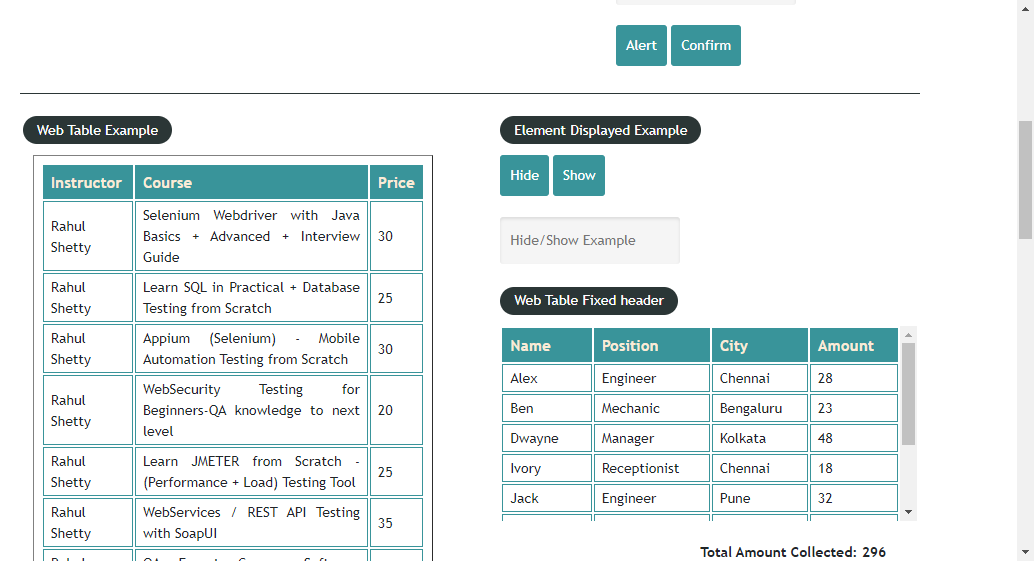 Alert Confirm
Web Table Example
Instructor Course Price
Rahul Shetty
Selenium Webdriver with Java
Basics + Advanced + Interview
Guide
30
Rahul Shetty
Learn SQL in Practical + Database
Testing from Scratch
25
Rahul Shetty
Appium (Selenium) - Mobile
Automation Testing from Scratch
30
Rahul Shetty
WebSecurity Testing for
Beginners-QA knowledge to next
level
20
Rahul Shetty
Learn JMETER from Scratch -
(Performance + Load) Testing Tool
25
Rahul Shetty
WebServices / REST API Testing
with SoapUI
35
Element Displayed Example
Hide Show
Hide/Show Example
Web Table Fixed header
Name Position City Amount
Alex Engineer Chennai 28
Ben Mechanic Bengaluru 23
Dwayne Manager Kolkata 48
Ivory Receptionist Chennai 18
Jack Engineer Pune 32
Total Amount Collected: 296